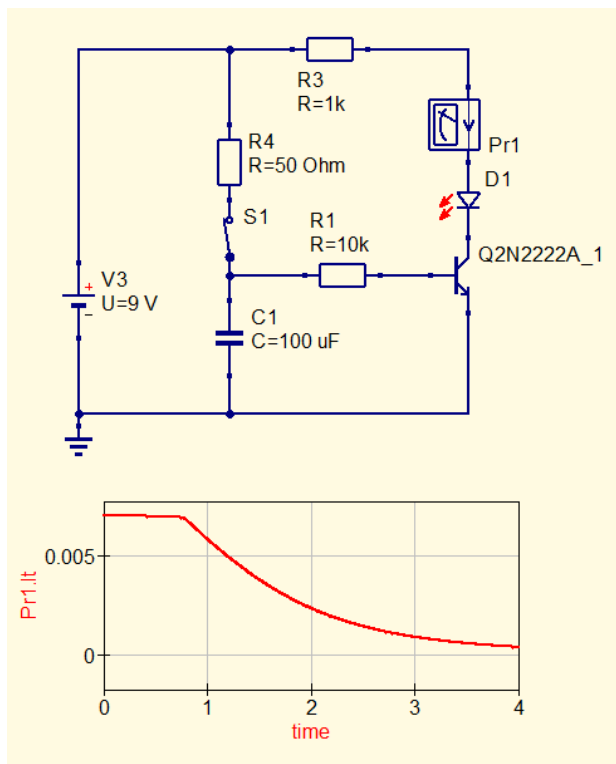 R3
R=1k
R4
R=50 Ohm
Pr1
D1
S1
R1
R=10k
Q2N2222A_1
V3
U=9 V
+
−
C1
C=100 uF
Pr1.It
0.005
0
0
1
2
3
4
time